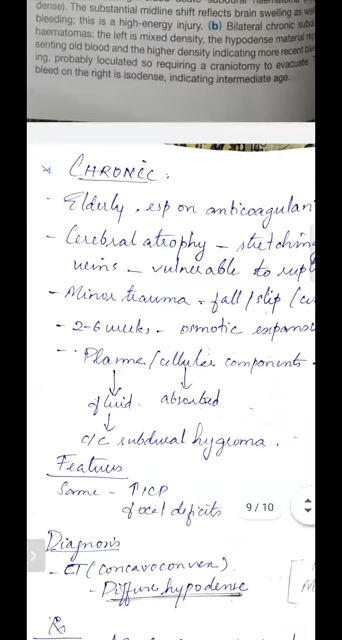 dense). The substantial midline shift reflects brain swelling as well
bleeding; this is a high-energy injury. (b) Bilateral chronic subd
haematomas: the left is mixed density, the hypodense material rep
senting old blood and the higher density indicating more recent ble
ing, probably loculated so requiring a craniotomy to evacuate.
bleed on the right is isodense, indicating intermediate age.
CHRONIC:
- Elderly, esp on anticoagulan
- Cerebral atrophy - stretching
veins - vulnerable to rupt
- Minor trauma - fall/slip
- 2-6 weeks - osmotic expans
- Plasma/cellular components
fluid absorbed
c/c subdural hygroma.
Features
Same - ↑ICP
focal deficits
9 / 10
Diagnosis
- CT (concavoconvex)
- Diffuse hypodense
R